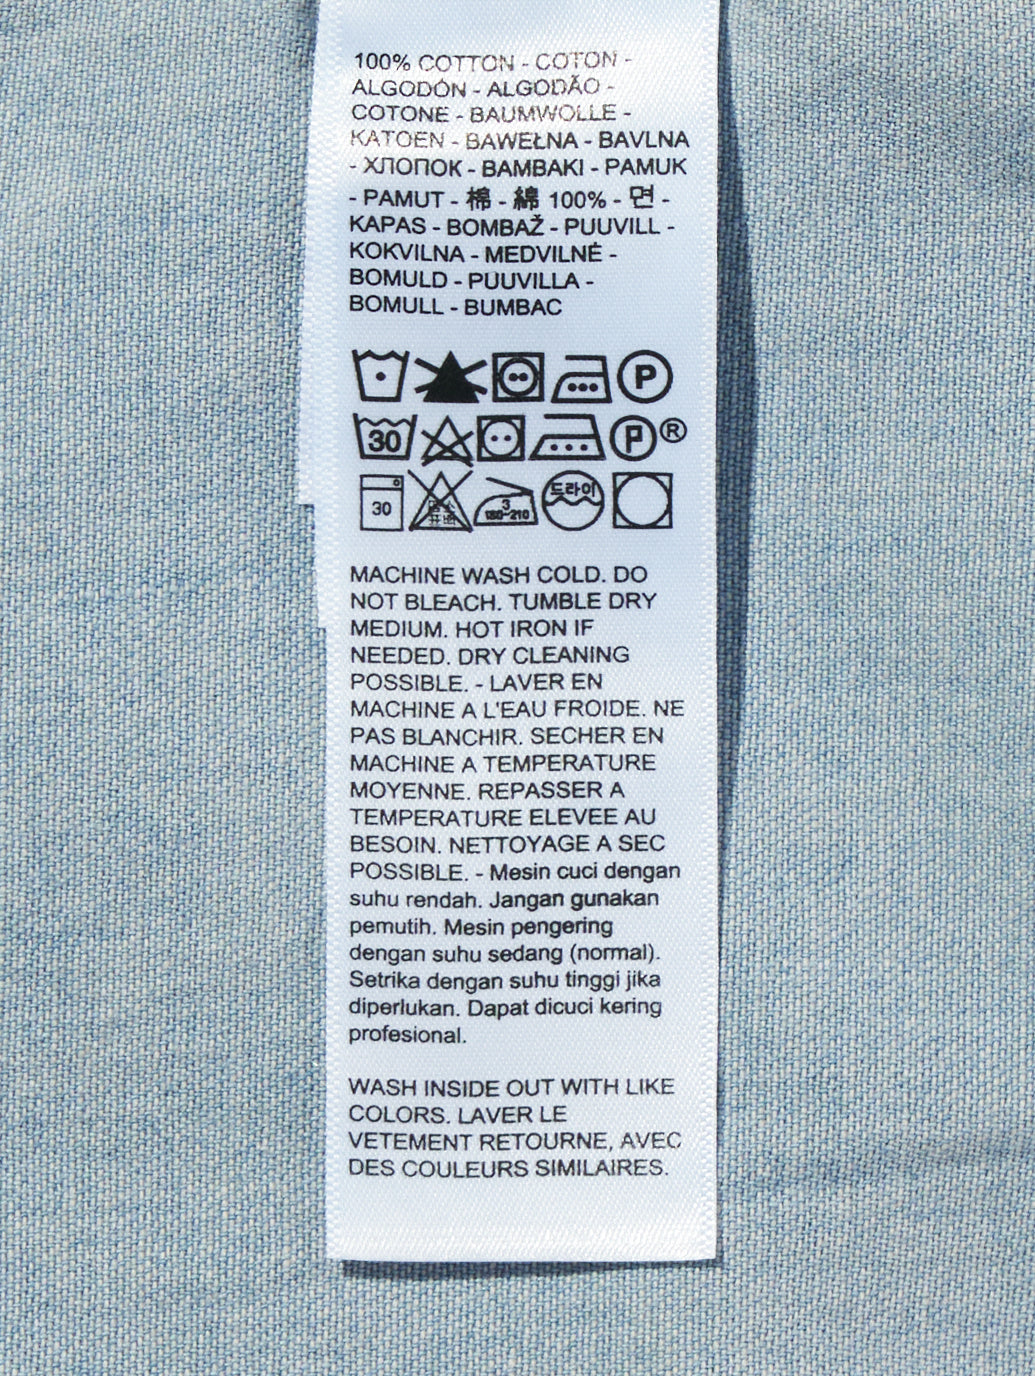 100% COTTON - COTON -
ALGODÓN - ALGODÃO -
COTONE - BAUMWOLLE -
KATOEN - BAWEŁNA - BAVLNA
- ХЛОПОК - BAMBAKI - PAMUK
- PAMUT - 棉 - 綿 100% - 면 -
KAPAS - BOMBAŽ - PUUVILL -
KOKVILNA - MEDVILNĖ -
BOMULD - PUUVILLA -
BOMULL - BUMBAC
P
30 P ®
30 3 180~210 드라이
MACHINE WASH COLD. DO
NOT BLEACH. TUMBLE DRY
MEDIUM. HOT IRON IF
NEEDED. DRY CLEANING
POSSIBLE. - LAVER EN
MACHINE A L'EAU FROIDE. NE
PAS BLANCHIR. SECHER EN
MACHINE A TEMPERATURE
MOYENNE. REPASSER A
TEMPERATURE ELEVEE AU
BESOIN. NETTOYAGE A SEC
POSSIBLE. - Mesin cuci dengan
suhu rendah. Jangan gunakan
pemutih. Mesin pengering
dengan suhu sedang (normal).
Setrika dengan suhu tinggi jika
diperlukan. Dapat dicuci kering
profesional.
WASH INSIDE OUT WITH LIKE
COLORS. LAVER LE
VETEMENT RETOURNE, AVEC
DES COULEURS SIMILAIRES.